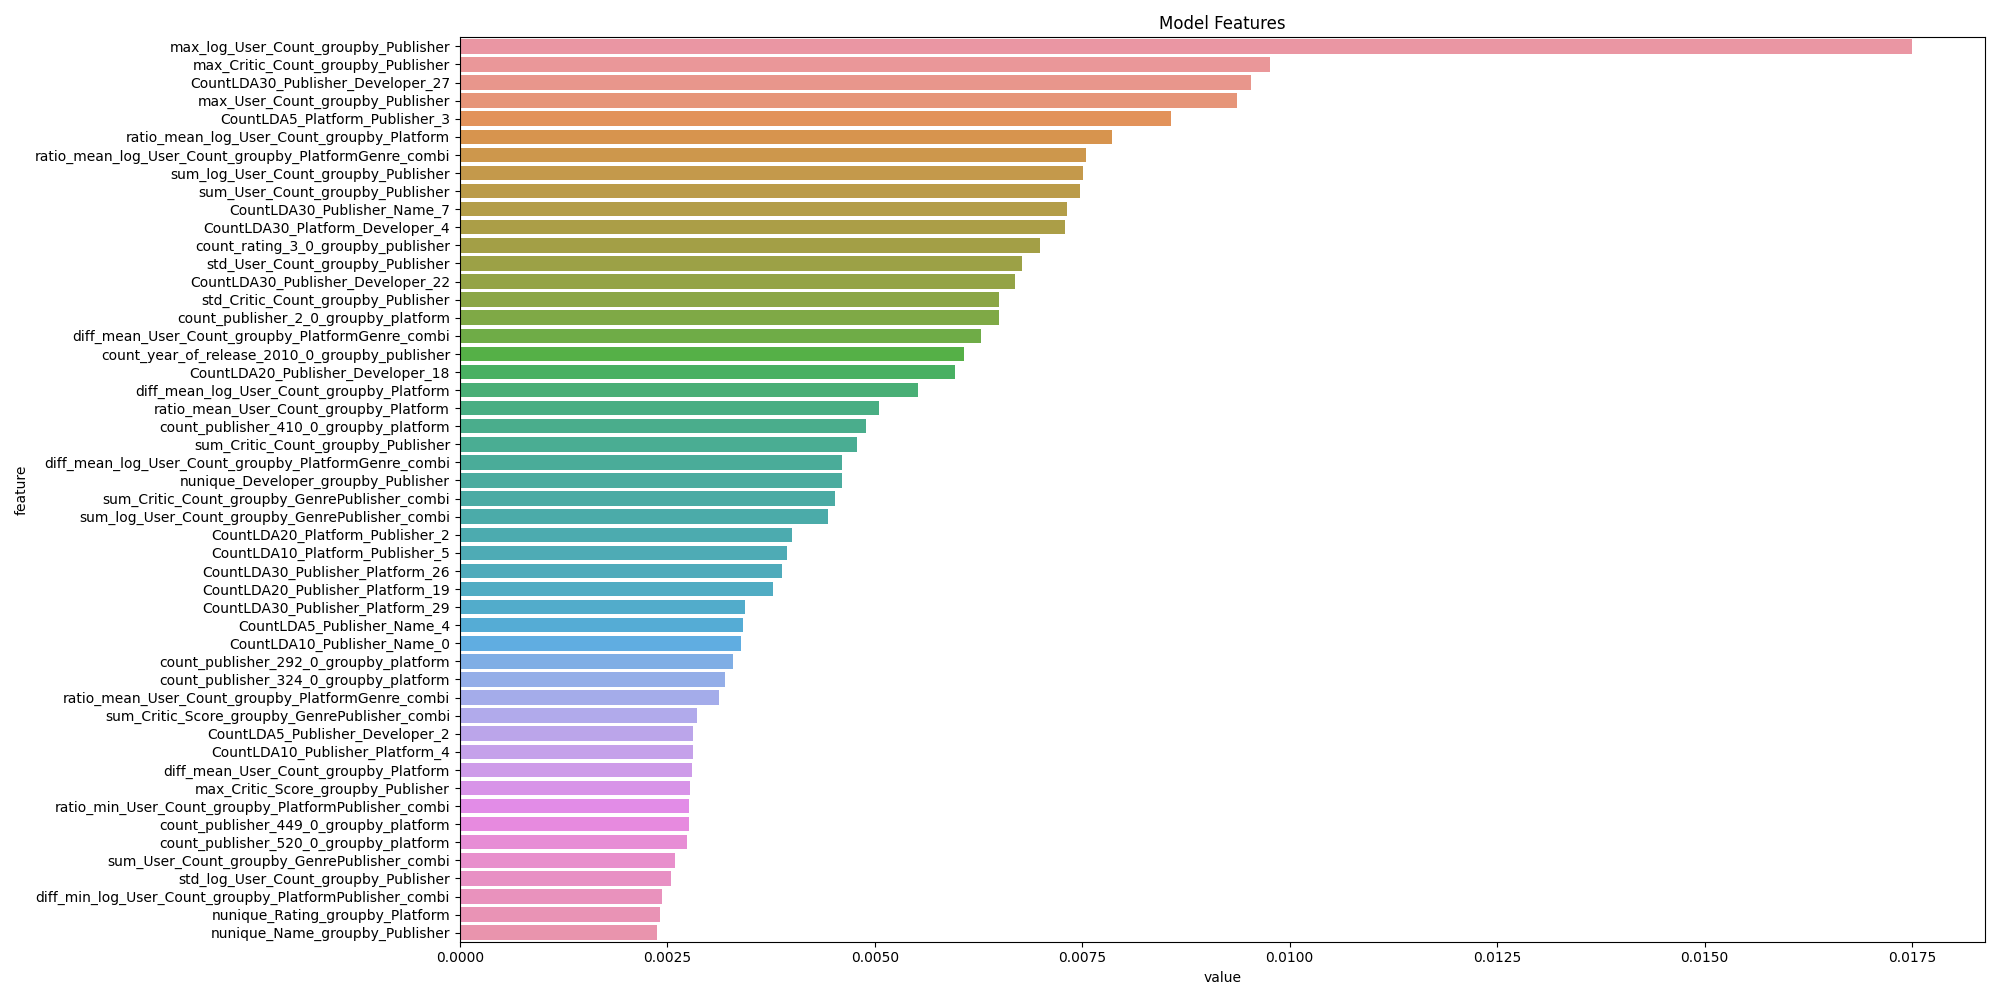 Model Features
max_log_User_Count_groupby_Publisher
max_Critic_Count_groupby_Publisher
CountLDA30_Publisher_Developer_27
max_User_Count_groupby_Publisher
CountLDA5_Platform_Publisher_3
ratio_mean_log_User_Count_groupby_Platform
ratio_mean_log_User_Count_groupby_PlatformGenre_combi
sum_log_User_Count_groupby_Publisher
sum_User_Count_groupby_Publisher
CountLDA30_Publisher_Name_7
CountLDA30_Platform_Developer_4
count_rating_3_0_groupby_publisher
std_User_Count_groupby_Publisher
CountLDA30_Publisher_Developer_22
std_Critic_Count_groupby_Publisher
count_publisher_2_0_groupby_platform
diff_mean_User_Count_groupby_PlatformGenre_combi
count_year_of_release_2010_0_groupby_publisher
CountLDA20_Publisher_Developer_18
diff_mean_log_User_Count_groupby_Platform
ratio_mean_User_Count_groupby_Platform
count_publisher_410_0_groupby_platform
sum_Critic_Count_groupby_Publisher
diff_mean_log_User_Count_groupby_PlatformGenre_combi
nunique_Developer_groupby_Publisher
sum_Critic_Count_groupby_GenrePublisher_combi
sum_log_User_Count_groupby_GenrePublisher_combi
CountLDA20_Platform_Publisher_2
CountLDA10_Platform_Publisher_5
CountLDA30_Publisher_Platform_26
CountLDA20_Publisher_Platform_19
CountLDA30_Publisher_Platform_29
CountLDA5_Publisher_Name_4
CountLDA10_Publisher_Name_0
count_publisher_292_0_groupby_platform
count_publisher_324_0_groupby_platform
ratio_mean_User_Count_groupby_PlatformGenre_combi
sum_Critic_Score_groupby_GenrePublisher_combi
CountLDA5_Publisher_Developer_2
CountLDA10_Publisher_Platform_4
diff_mean_User_Count_groupby_Platform
max_Critic_Score_groupby_Publisher
ratio_min_User_Count_groupby_PlatformPublisher_combi
count_publisher_449_0_groupby_platform
count_publisher_520_0_groupby_platform
sum_User_Count_groupby_GenrePublisher_combi
std_log_User_Count_groupby_Publisher
diff_min_log_User_Count_groupby_PlatformPublisher_combi
nunique_Rating_groupby_Platform
nunique_Name_groupby_Publisher
feature
0.0000 0.0025 0.0050 0.0075 0.0100 0.0125 0.0150 0.0175
value